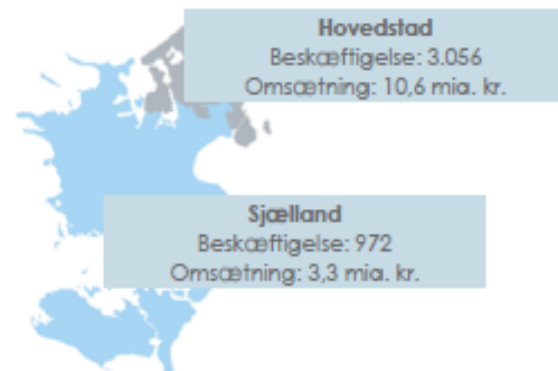 Hovedstad
Beskæftigelse: 3.056
Omsætning: 10,6 mia. kr.
Sjælland
Beskæftigelse: 972
Omsætning: 3,3 mia. kr.